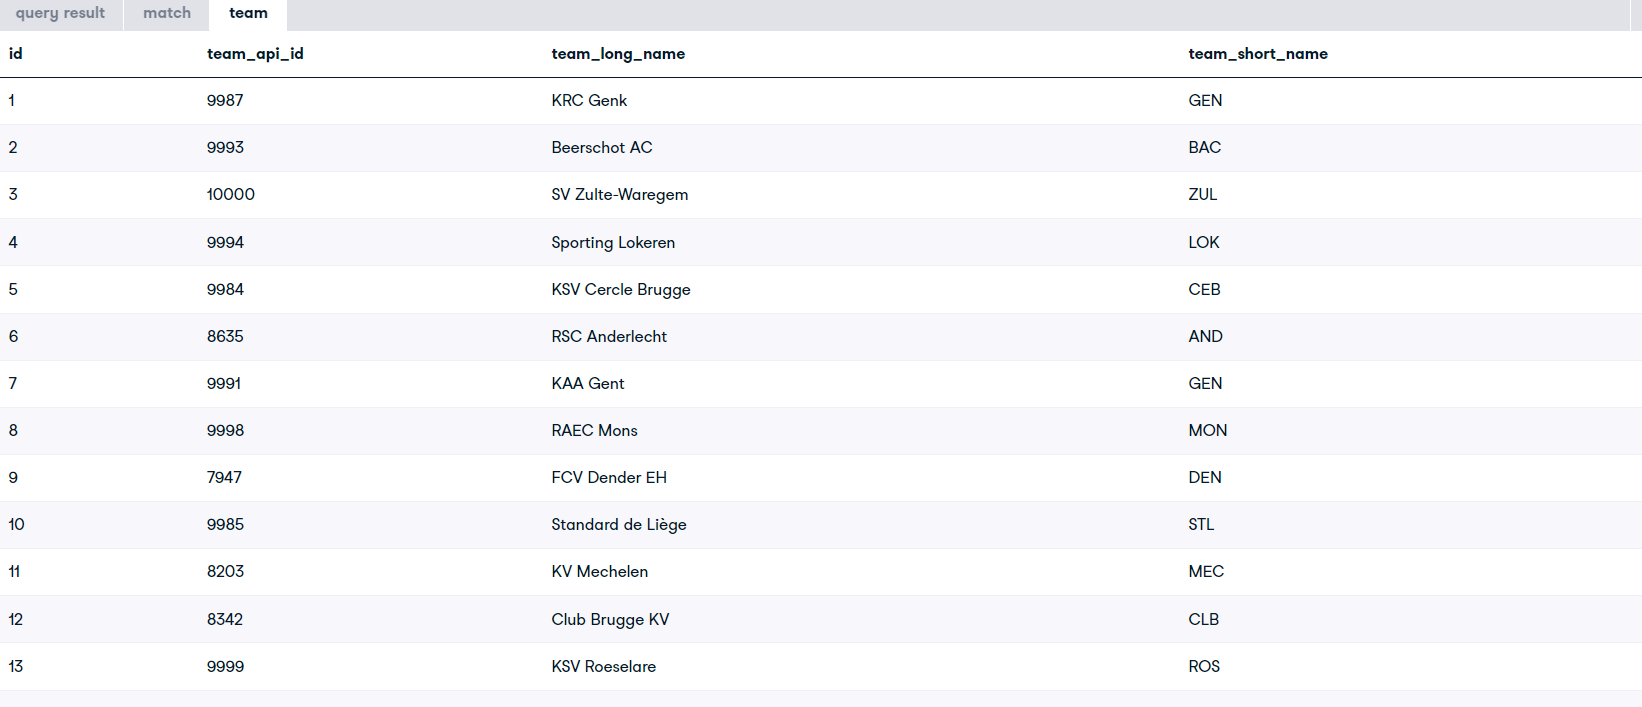 query result match team
id team_api_id team_long_name team_short_name
1 9987 KRC Genk GEN
2 9993 Beerschot AC BAC
3 10000 SV Zulte-Waregem ZUL
4 9994 Sporting Lokeren LOK
5 9984 KSV Cercle Brugge CEB
6 8635 RSC Anderlecht AND
7 9991 KAA Gent GEN
8 9998 RAEC Mons MON
9 7947 FCV Dender EH DEN
10 9985 Standard de Liège STL
11 8203 KV Mechelen MEC
12 8342 Club Brugge KV CLB
13 9999 KSV Roeselare ROS